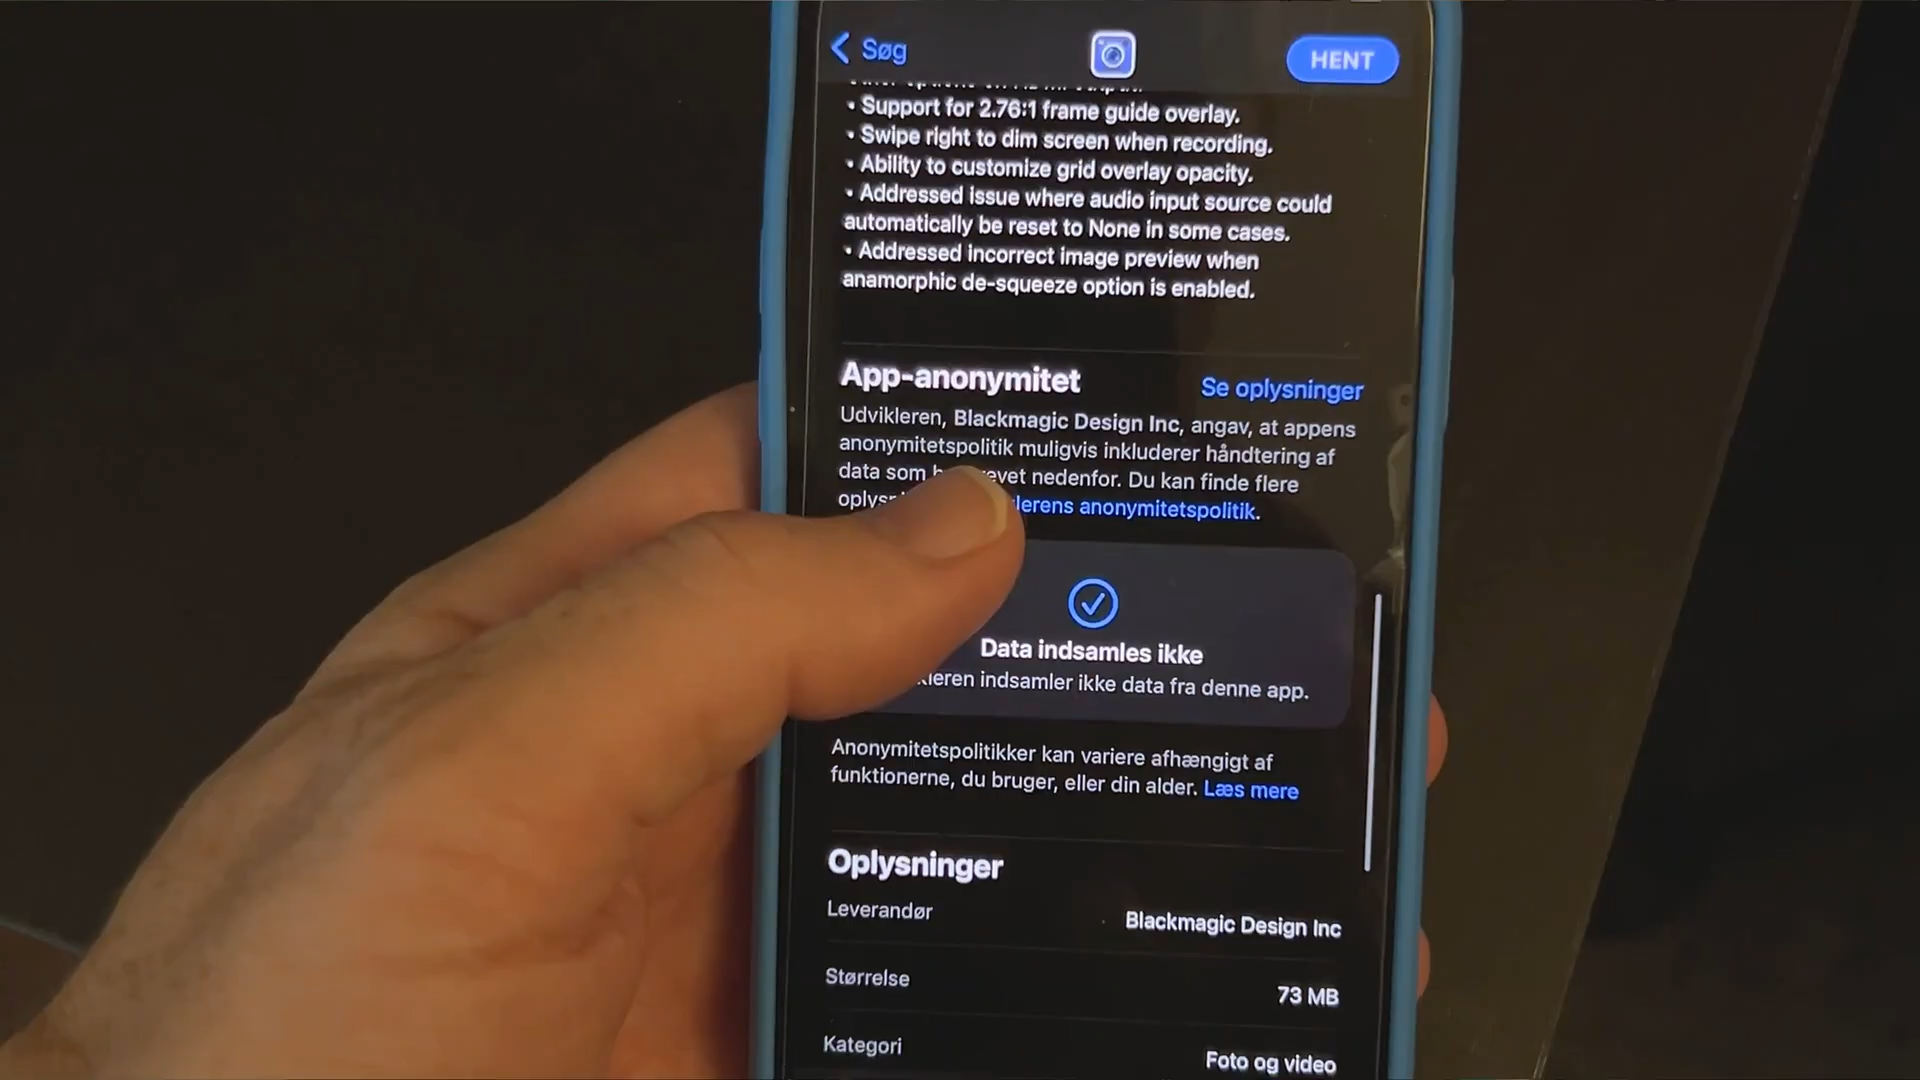 Søg
HENT
• Support for 2.76:1 frame guide overlay.
• Swipe right to dim screen when recording.
• Ability to customize grid overlay opacity.
• Addressed issue where audio input source could
automatically be reset to None in some cases.
• Addressed incorrect image preview when
anamorphic de-squeeze option is enabled.
App-anonymitet
Se oplysninger
Udvikleren, Blackmagic Design Inc, angav, at appens
anonymitetspolitik muligvis inkluderer håndtering af
data som nedenfor. Du kan finde flere
anonymitetspolitik.
Data indsamles ikke
indsamler ikke data fra denne app.
Anonymitetspolitikker kan variere afhængigt af
funktionerne, du bruger, eller din alder. Læs mere
Oplysninger
Leverandør
Blackmagic Design Inc
Størrelse
73 MB
Kategori
Foto og video